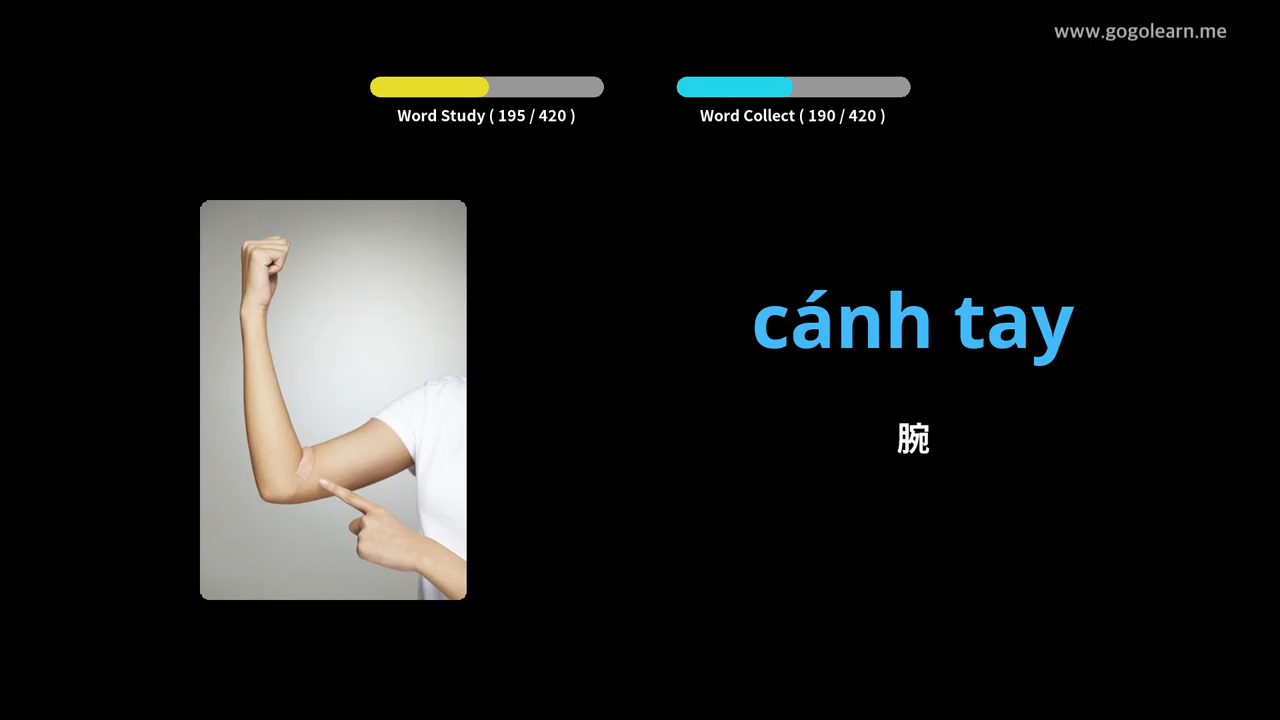 www.gogolearn.me
Word Study ( 195 / 420 )
Word Collect ( 190 / 420 )
cánh tay
腕